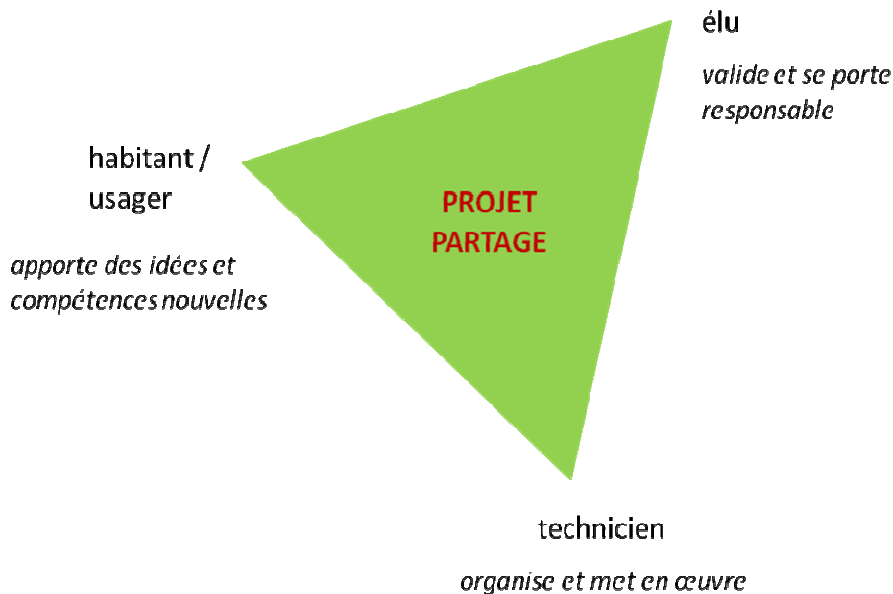 élu
valide et se porte
responsable
habitant /
usager
apporte des idées et
compétences nouvelles
PROJET
PARTAGE
technicien
organise et met en œuvre